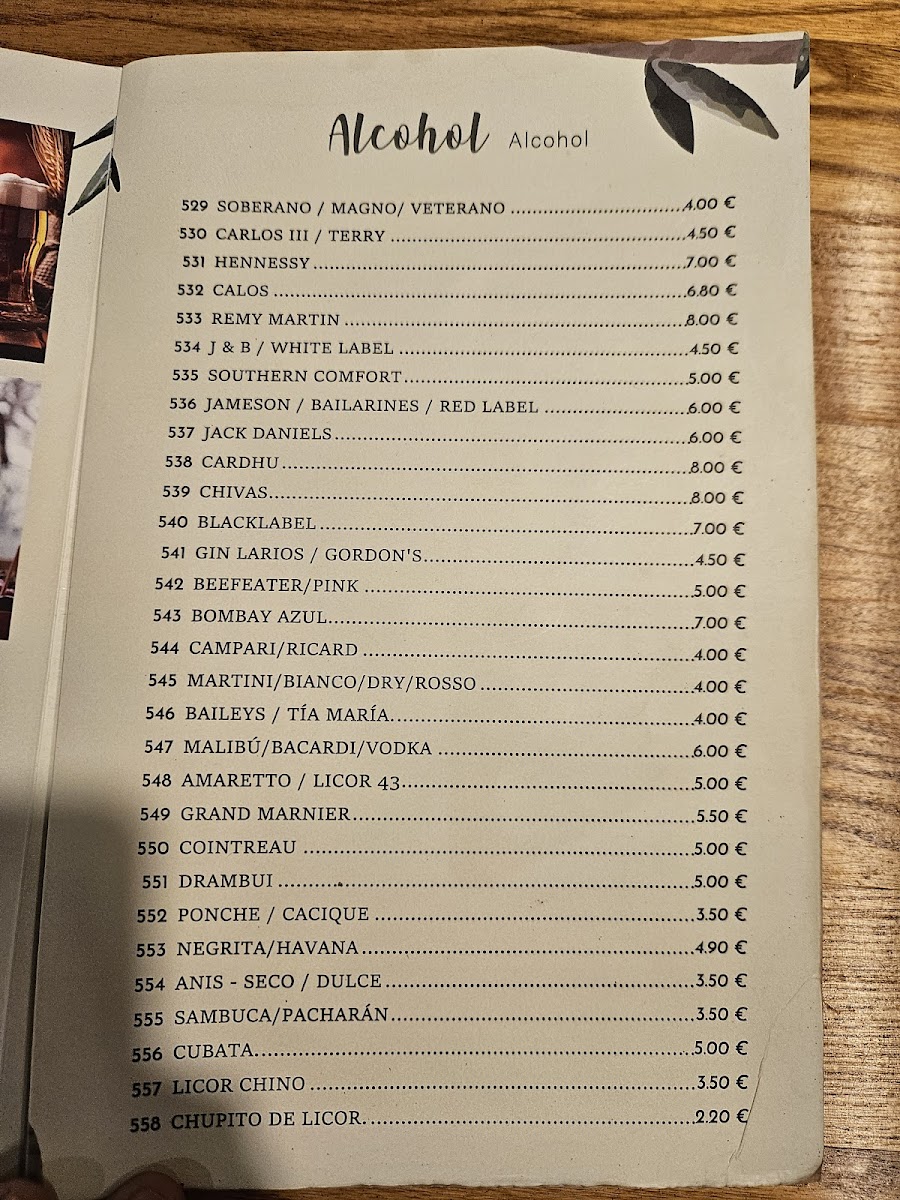 Alcohol Alcohol
529 SOBERANO / MAGNO/ VETERANO 4.00 €
530 CARLOS III / TERRY 4.50 €
531 HENNESSY 7.00 €
532 CALOS 6.80 €
533 REMY MARTIN 8.00 €
534 J & B / WHITE LABEL 4.50 €
535 SOUTHERN COMFORT 5.00 €
536 JAMESON / BAILARINES / RED LABEL 6.00 €
537 JACK DANIELS 6.00 €
538 CARDHU 8.00 €
539 CHIVAS 8.00 €
540 BLACKLABEL 7.00 €
541 GIN LARIOS / GORDON'S 4.50 €
542 BEEFEATER/PINK 5.00 €
543 BOMBAY AZUL 7.00 €
544 CAMPARI/RICARD 4.00 €
545 MARTINI/BIANCO/DRY/ROSSO 4.00 €
546 BAILEYS / TÍA MARÍA 4.00 €
547 MALIBÚ/BACARDI/VODKA 6.00 €
548 AMARETTO / LICOR 43 5.00 €
549 GRAND MARNIER 5.50 €
550 COINTREAU 5.00 €
551 DRAMBUI 5.00 €
552 PONCHE / CACIQUE 3.50 €
553 NEGRITA/HAVANA 4.90 €
554 ANIS - SECO / DULCE 3.50 €
555 SAMBUCA/PACHARÁN 3.50 €
556 CUBATA 5.00 €
557 LICOR CHINO 3.50 €
558 CHUPITO DE LICOR 2.20 €